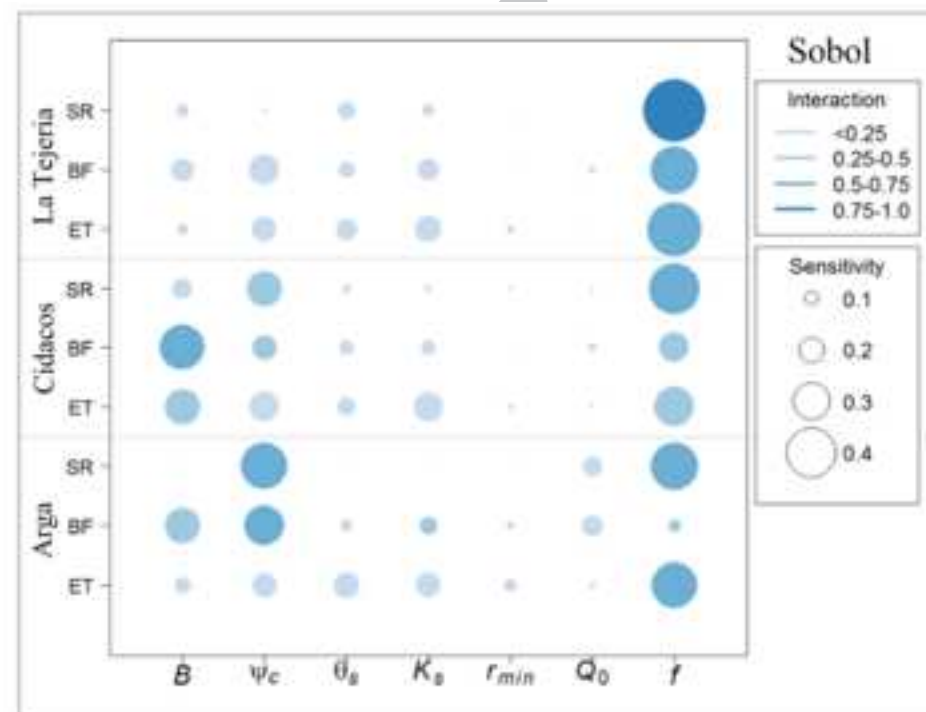 Sobol
Interaction
<0.25
0.25-0.5
0.5-0.75
0.75-1.0
Sensitivity
0.1
0.2
0.3
0.4
La Tejeria
SR
BF
ET
Cidacos
SR
BF
ET
Arga
SR
BF
ET
B ψc θs Ks rmin Q0 f